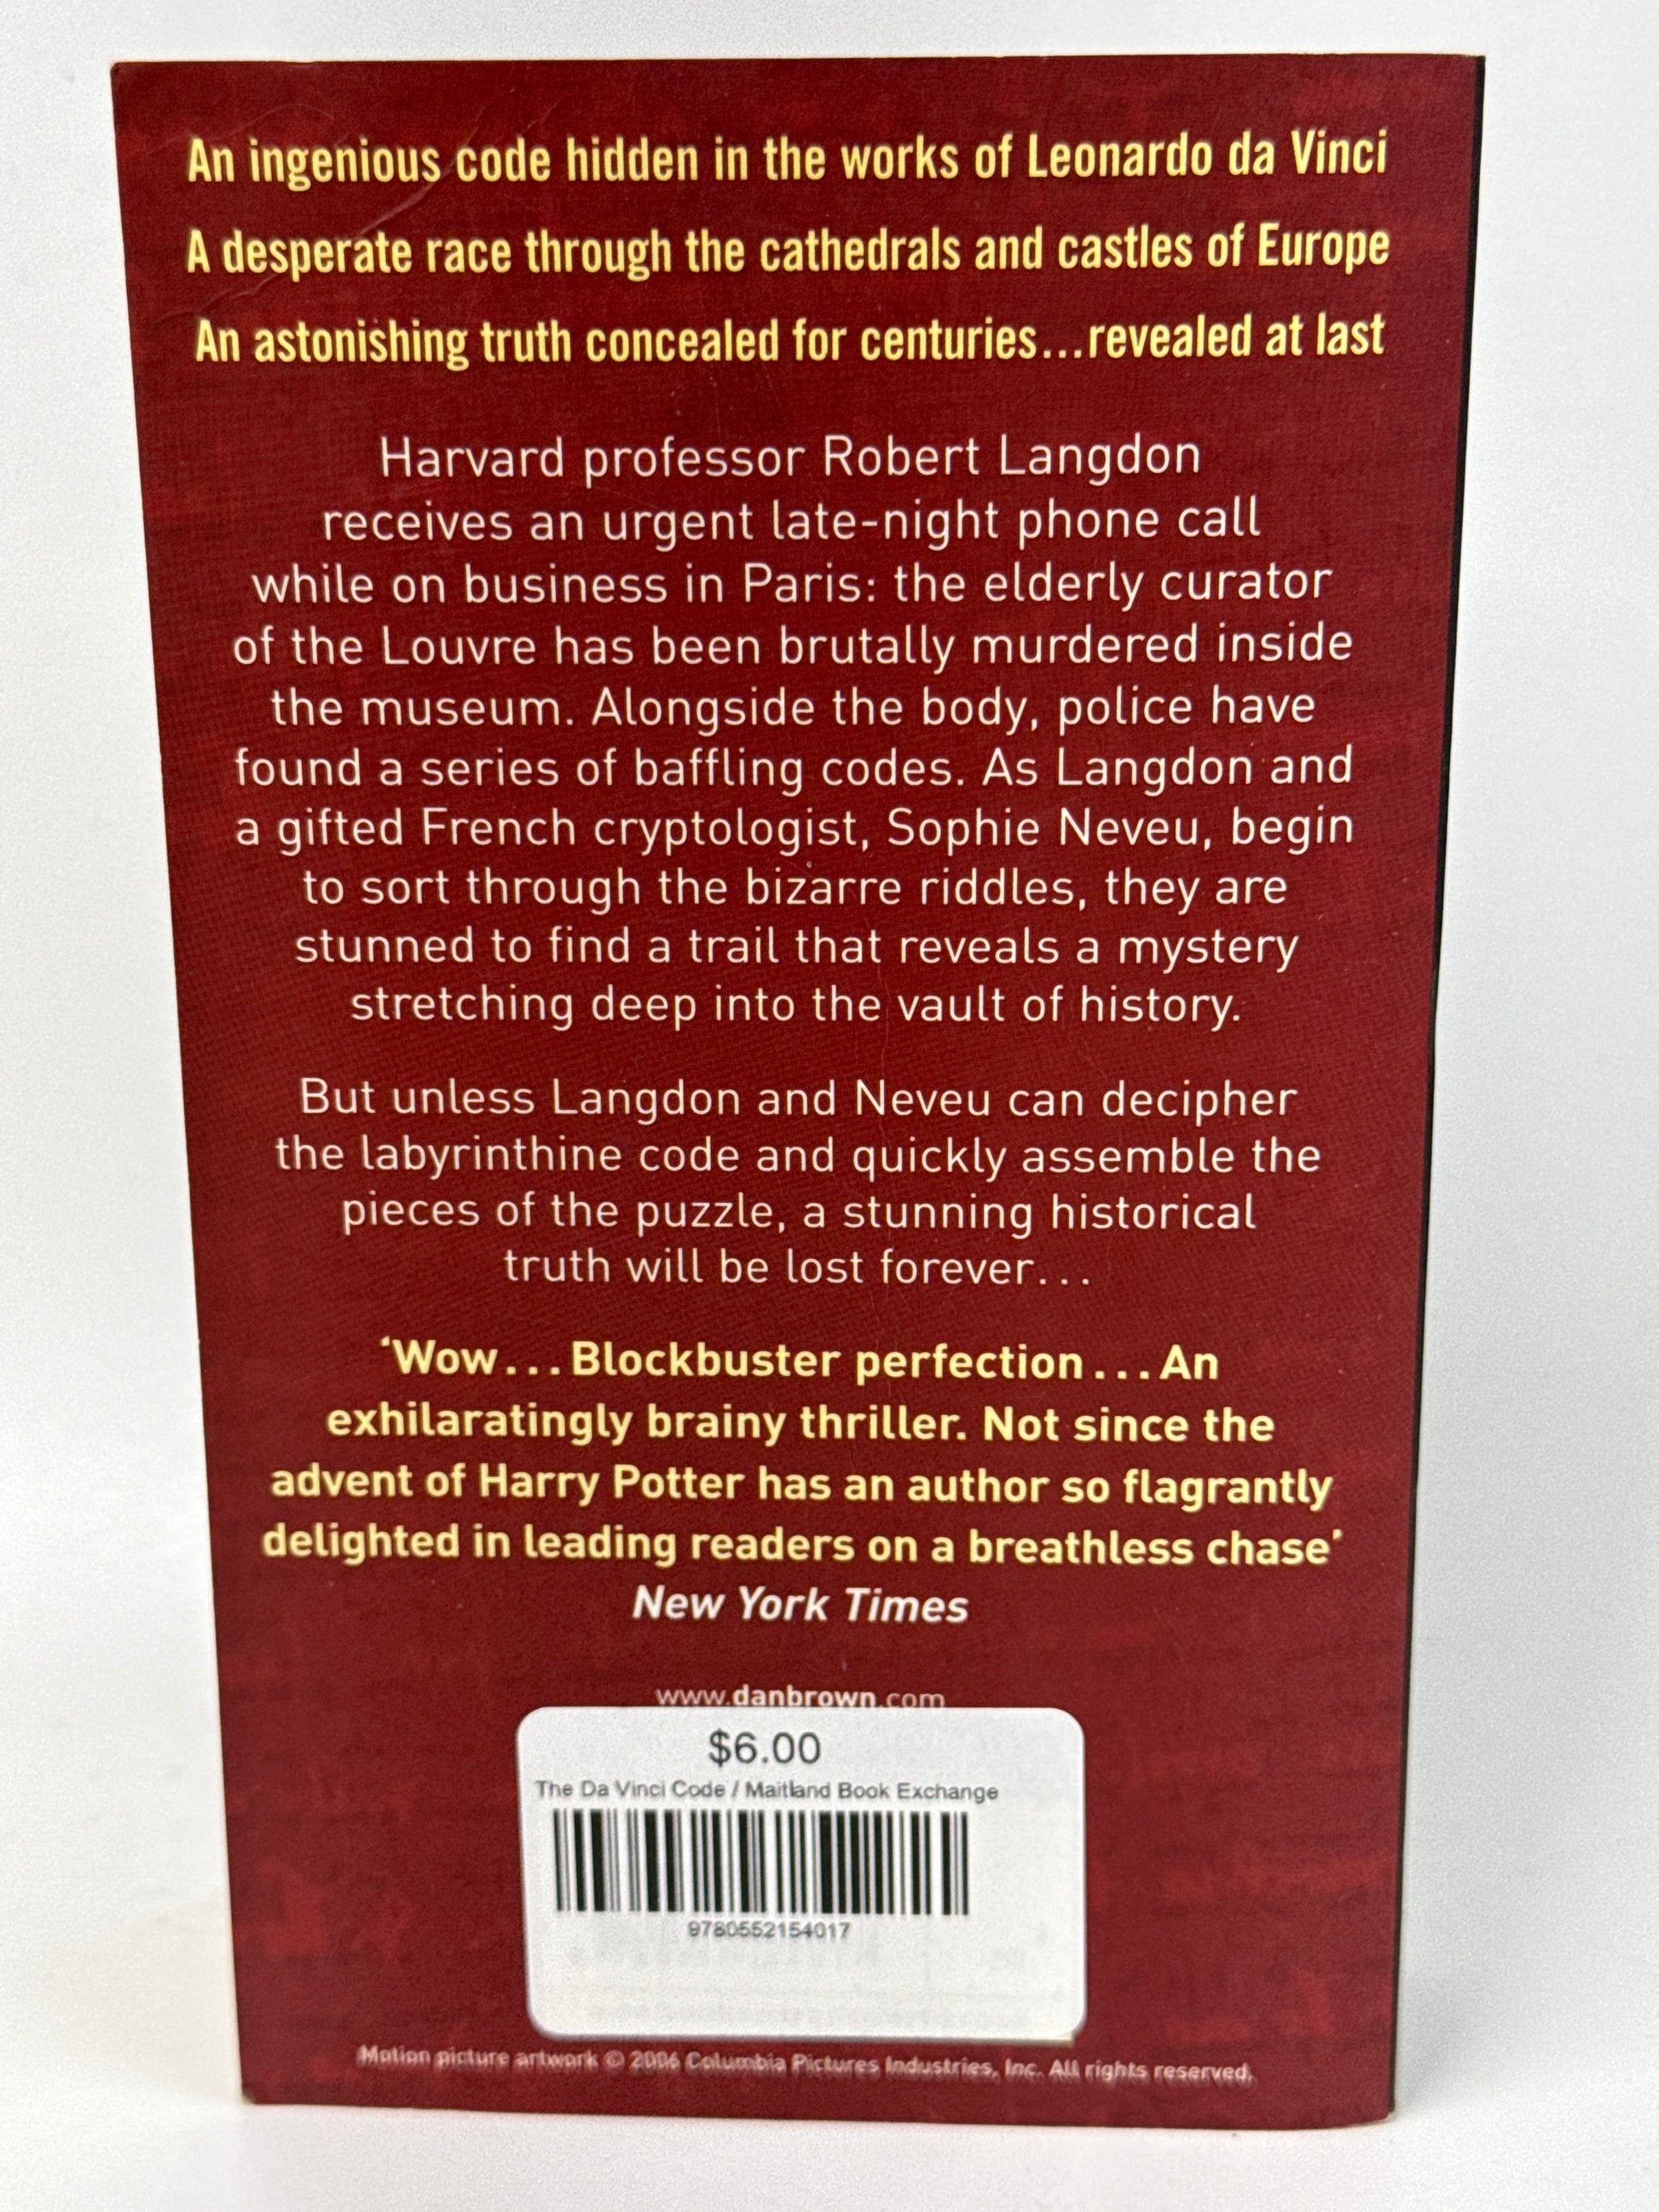 An ingenious code hidden in the works of Leonardo da Vinci
A desperate race through the cathedrals and castles of Europe
An astonishing truth concealed for centuries...revealed at last
Harvard professor Robert Langdon
receives an urgent late-night phone call
while on business in Paris: the elderly curator
of the Louvre has been brutally murdered inside
the museum. Alongside the body, police have
found a series of baffling codes. As Langdon and
a gifted French cryptologist, Sophie Neveu, begin
to sort through the bizarre riddles, they are
stunned to find a trail that reveals a mystery
stretching deep into the vault of history.
But unless Langdon and Neveu can decipher
the labyrinthine code and quickly assemble the
pieces of the puzzle, a stunning historical
truth will be lost forever...
‘Wow...Blockbuster perfection...An
exhilaratingly brainy thriller. Not since the
advent of Harry Potter has an author so flagrantly
delighted in leading readers on a breathless chase’
New York Times
www.danbrown.com
$6.00
The Da Vinci Code / Maitland Book Exchange
9780552154017
Motion picture artwork © 2006 Columbia Pictures Industries, Inc. All rights reserved.